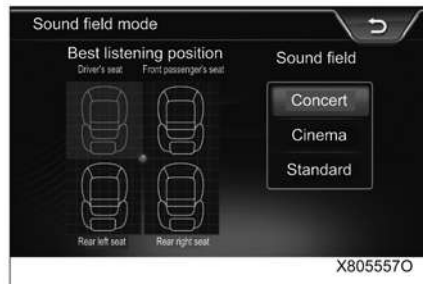 Sound field mode
Best listening position
Driver's seat
Front passenger's seat
Rear left seat
Rear right seat
Sound field
Concert
Cinema
Standard
X805557O